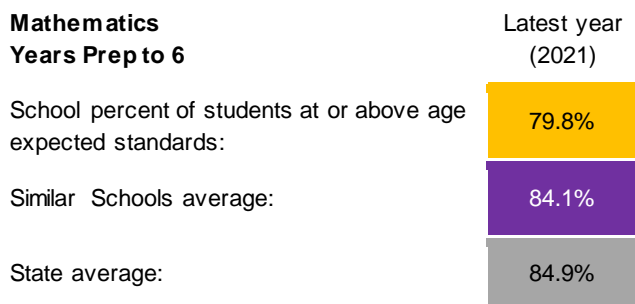 Mathematics Latest year
Years Prep to 6 (2021)
School percent of students at or above age
expected standards: 79.8%
Similar Schools average: 84.1%
State average: 84.9%